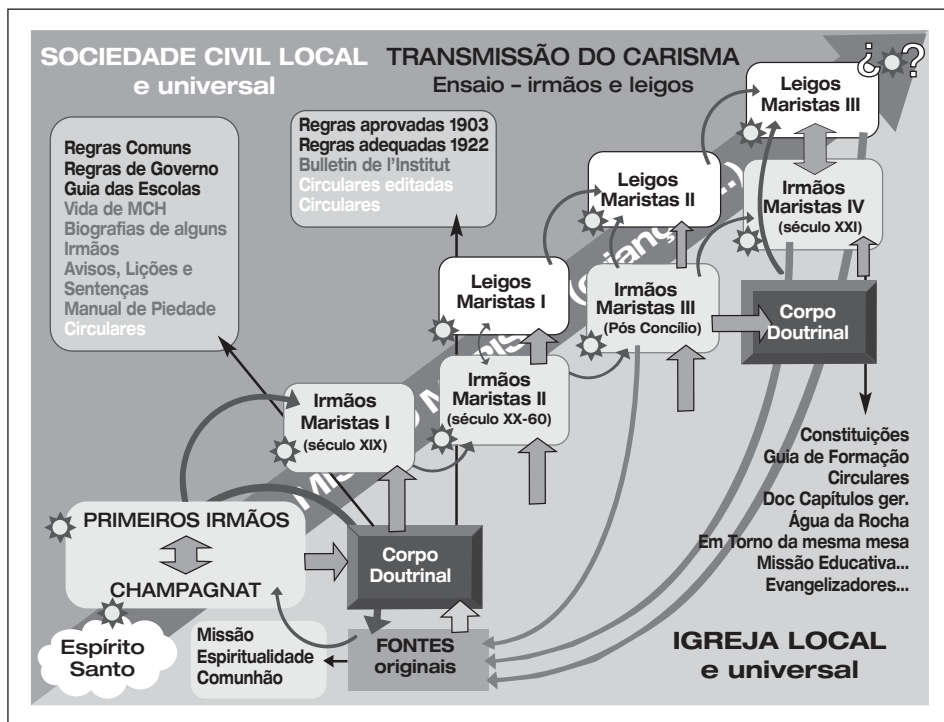 SOCIEDADE CIVIL LOCAL
e universal
TRANSMISSÃO DO CARISMA
Ensaio – irmãos e leigos
¿ ?
Regras Comuns
Regras de Governo
Guia das Escolas
Vida de MCH
Biografias de alguns
Irmãos
Avisos, Lições e
Sentenças
Manual de Piedade
Circulares
Regras aprovadas 1903
Regras adequadas 1922
Bulletin de l'Institut
Circulares editadas
Circulares
Leigos
Maristas III
Leigos
Maristas II
Irmãos
Maristas IV
(século XXI)
Leigos
Maristas I
Irmãos
Maristas III
(Pós Concílio)
Corpo
Doutrinal
Irmãos
Maristas I
(século XIX)
Irmãos
Maristas II
(século XX-60)
Constituições
Guia de Formação
Circulares
Doc Capítulos ger.
Água da Rocha
Em Torno da mesma mesa
Missão Educativa...
Evangelizadores...
PRIMEIROS IRMÃOS
CHAMPAGNAT
Corpo
Doutrinal
Espírito
Santo
Missão
Espiritualidade
Comunhão
FONTES
originais
IGREJA LOCAL
e universal